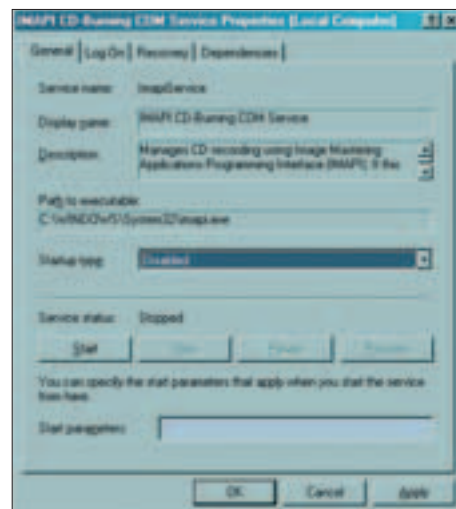 IMAPI CD-Burning COM Service Properties (Local Computer)
General Log On Recovery Dependencies
Service name: ImapiService
Display name: IMAPI CD-Burning COM Service
Description: Manages CD recording using Image Mastering
Applications Programming Interface (IMAPI). If this
Path to executable:
C:\WINDOWS\System32\imapi.exe
Startup type: Disabled
Service status: Stopped
Start Stop Pause Resume
You can specify the start parameters that apply when you start the service
from here.
Start parameters:
OK Cancel Apply